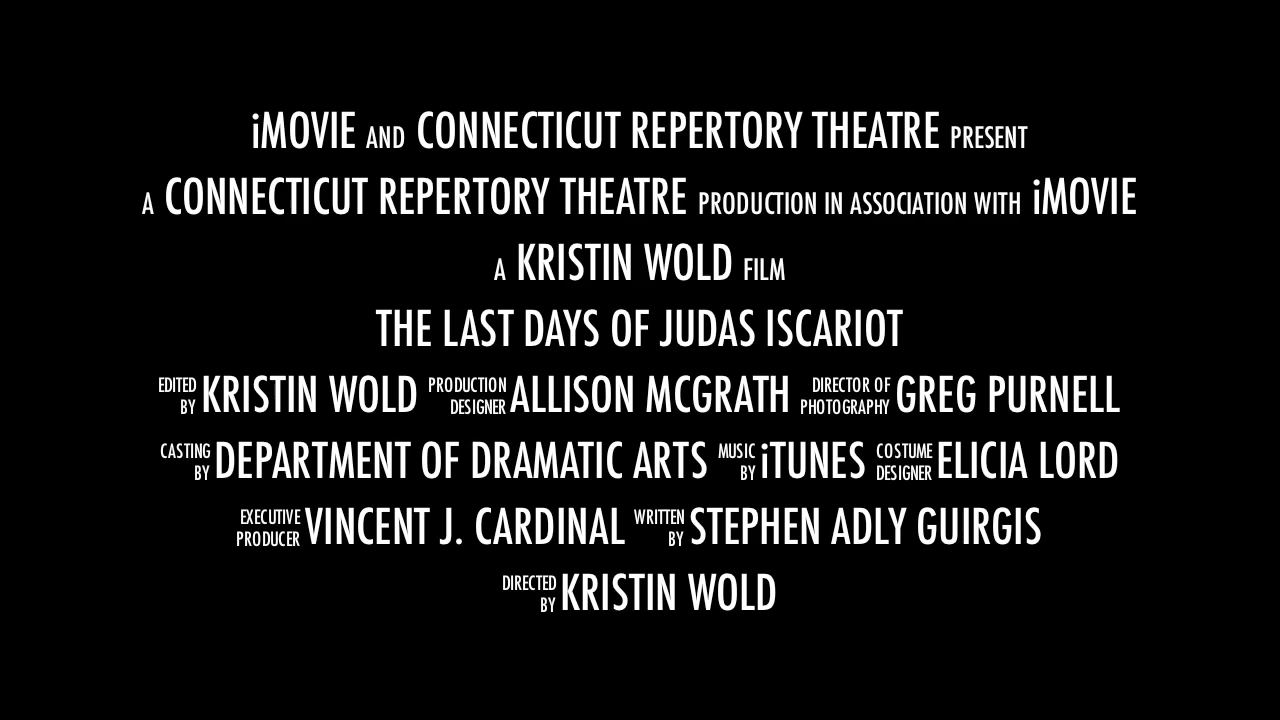 iMOVIE AND CONNECTICUT REPERTORY THEATRE PRESENT
A CONNECTICUT REPERTORY THEATRE PRODUCTION IN ASSOCIATION WITH iMOVIE
A KRISTIN WOLD FILM
THE LAST DAYS OF JUDAS ISCARIOT
EDITED BY KRISTIN WOLD PRODUCTION DESIGNER ALLISON MCGRATH DIRECTOR OF PHOTOGRAPHY GREG PURNELL
CASTING BY DEPARTMENT OF DRAMATIC ARTS MUSIC BY iTUNES COSTUME DESIGNER ELICIA LORD
EXECUTIVE PRODUCER VINCENT J. CARDINAL WRITTEN BY STEPHEN ADLY GUIRGIS
DIRECTED BY KRISTIN WOLD